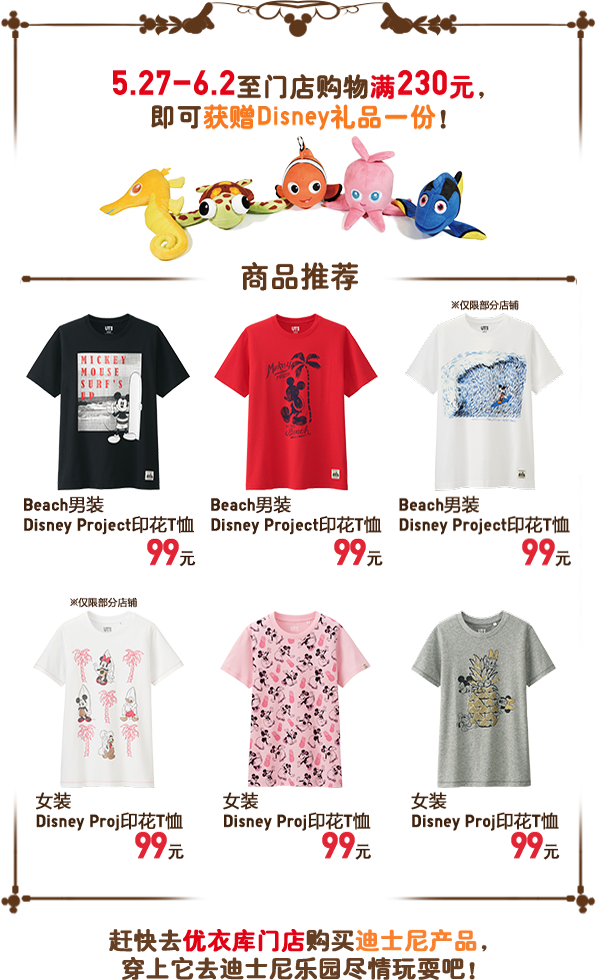 5.27-6.2至门店购物满230元，
即可获赠Disney礼品一份！
商品推荐
※仅限部分店铺
MICKEY
MOUSE
SURF'S
UP
Mickey
Beach
Beach男装
Disney Project印花T恤
99元
Beach男装
Disney Project印花T恤
99元
Beach男装
Disney Project印花T恤
99元
※仅限部分店铺
女装
Disney Proj印花T恤
99元
女装
Disney Proj印花T恤
99元
女装
Disney Proj印花T恤
99元
赶快去优衣库门店购买迪士尼产品，
穿上它去迪士尼乐园尽情玩耍吧！